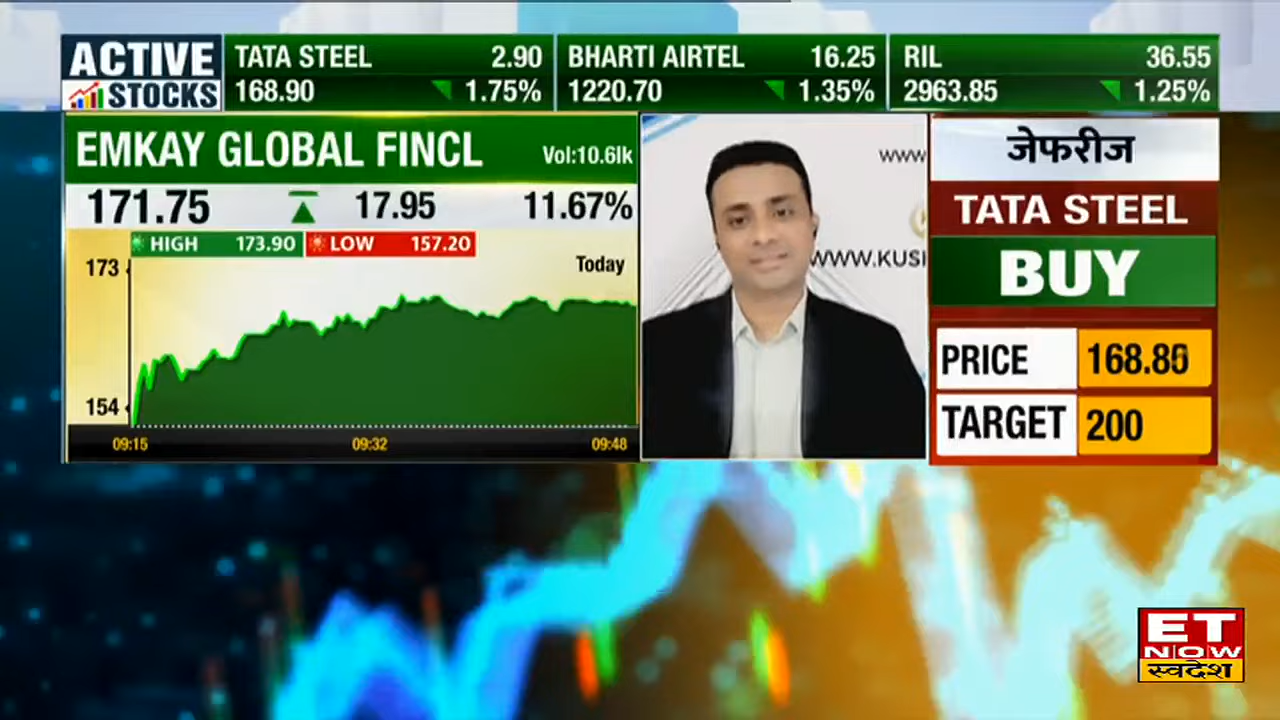 ACTIVE STOCKS
TATA STEEL 2.90
168.90 1.75%
BHARTI AIRTEL 16.25
1220.70 1.35%
RIL 36.55
2963.85 1.25%
EMKAY GLOBAL FINCL Vol:10.6lk
171.75 17.95 11.67%
HIGH 173.90 LOW 157.20
173
Today
154
09:15 09:32 09:48
www
WWW.KUSH
जेफरीज
TATA STEEL
BUY
PRICE
TARGET 200
ET
NOW
स्वदेश